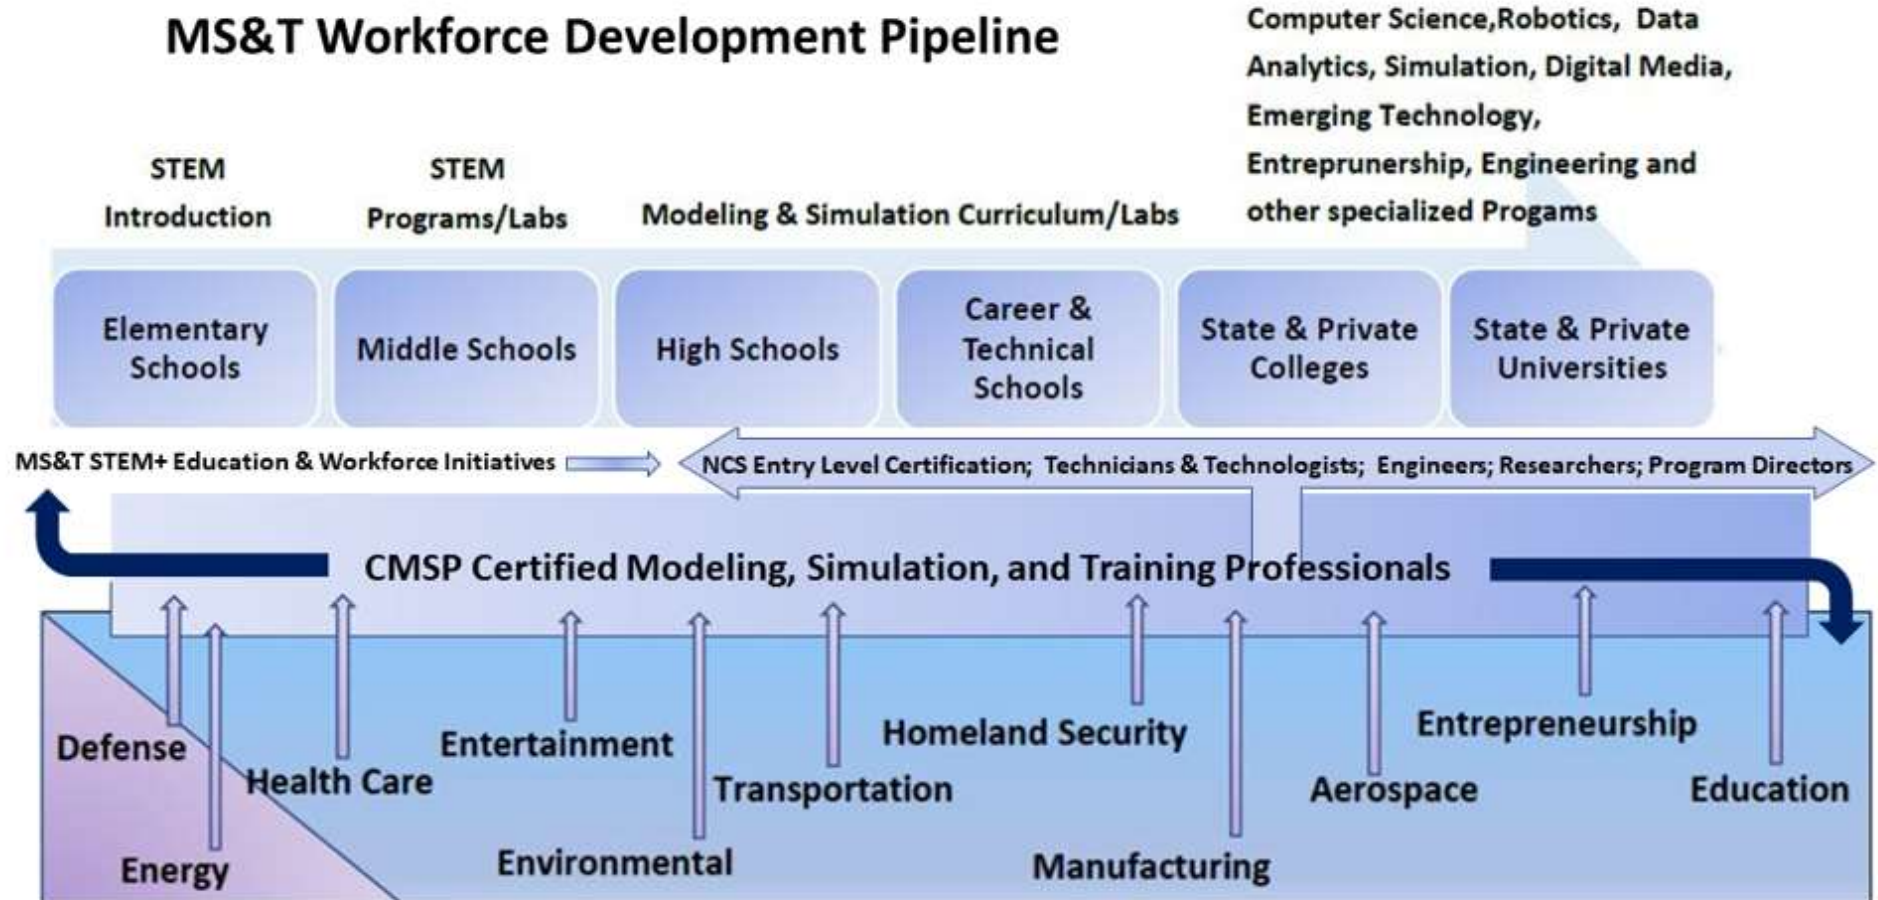 MS&T Workforce Development Pipeline
Computer Science,Robotics, Data
Analytics, Simulation, Digital Media,
Emerging Technology,
Entreprunership, Engineering and
other specialized Progams
STEM
Introduction
STEM
Programs/Labs
Modeling & Simulation Curriculum/Labs
Elementary
Schools
Middle Schools
High Schools
Career &
Technical
Schools
State & Private
Colleges
State & Private
Universities
MS&T STEM+ Education & Workforce Initiatives
NCS Entry Level Certification; Technicians & Technologists; Engineers; Researchers; Program Directors
CMSP Certified Modeling, Simulation, and Training Professionals
Defense
Energy
Health Care
Entertainment
Environmental
Transportation
Homeland Security
Manufacturing
Aerospace
Entrepreneurship
Education